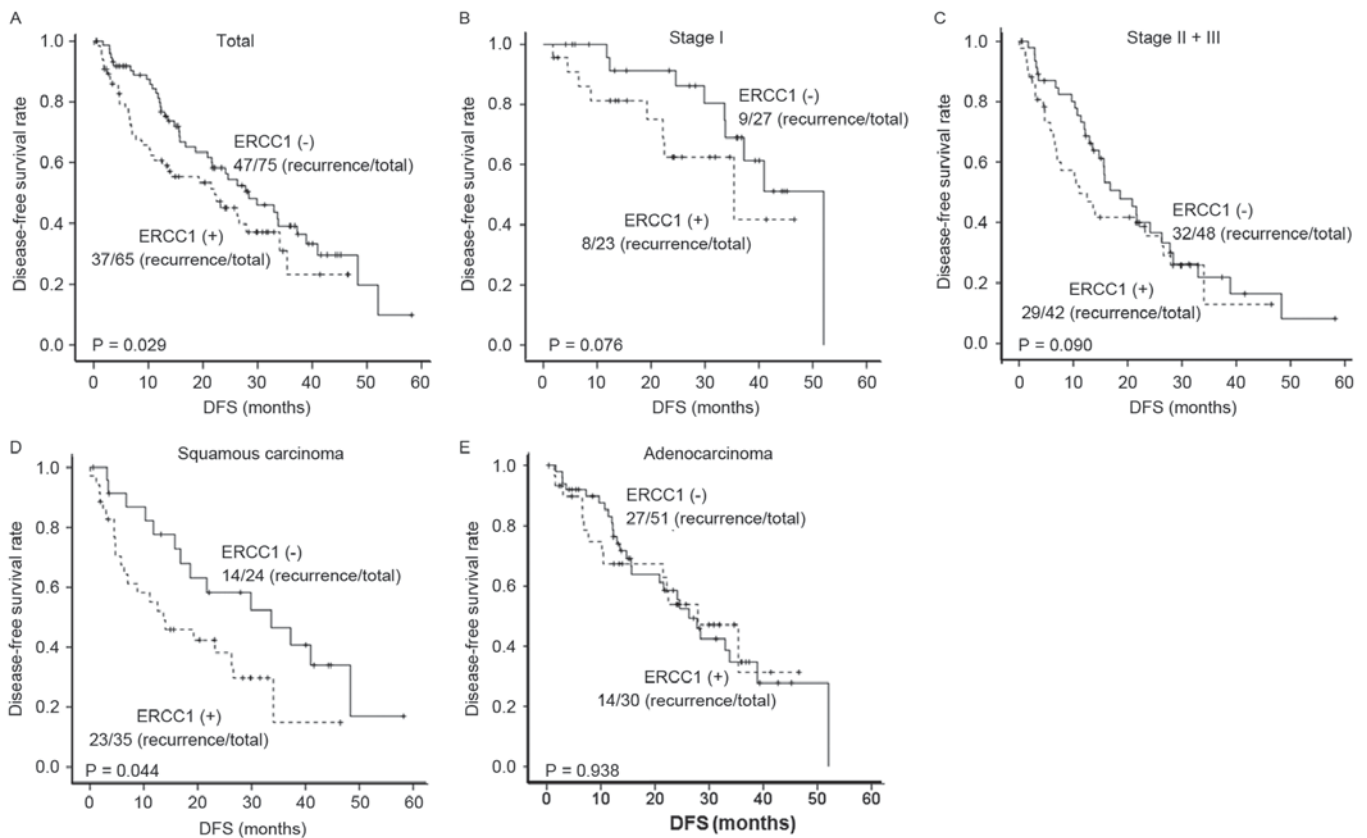 A
Total
Disease-free survival rate
1.0
0.8
0.6
0.4
0.2
0.0
ERCC1 (-)
47/75 (recurrence/total)
ERCC1 (+)
37/65 (recurrence/total)
P = 0.029
0 10 20 30 40 50 60
DFS (months)
B
Stage I
Disease-free survival rate
1.0
0.8
0.6
0.4
0.2
0.0
ERCC1 (-)
9/27 (recurrence/total)
ERCC1 (+)
8/23 (recurrence/total)
P = 0.076
0 10 20 30 40 50 60
DFS (months)
C
Stage II + III
Disease-free survival rate
1.0
0.8
0.6
0.4
0.2
0.0
ERCC1 (-)
32/48 (recurrence/total)
ERCC1 (+)
29/42 (recurrence/total)
P = 0.090
0 10 20 30 40 50 60
DFS (months)
D
Squamous carcinoma
Disease-free survival rate
1.0
0.8
0.6
0.4
0.2
0.0
ERCC1 (-)
14/24 (recurrence/total)
ERCC1 (+)
23/35 (recurrence/total)
P = 0.044
0 10 20 30 40 50 60
DFS (months)
E
Adenocarcinoma
Disease-free survival rate
1.0
0.8
0.6
0.4
0.2
0.0
ERCC1 (-)
27/51 (recurrence/total)
ERCC1 (+)
14/30 (recurrence/total)
P = 0.938
0 10 20 30 40 50 60
DFS (months)